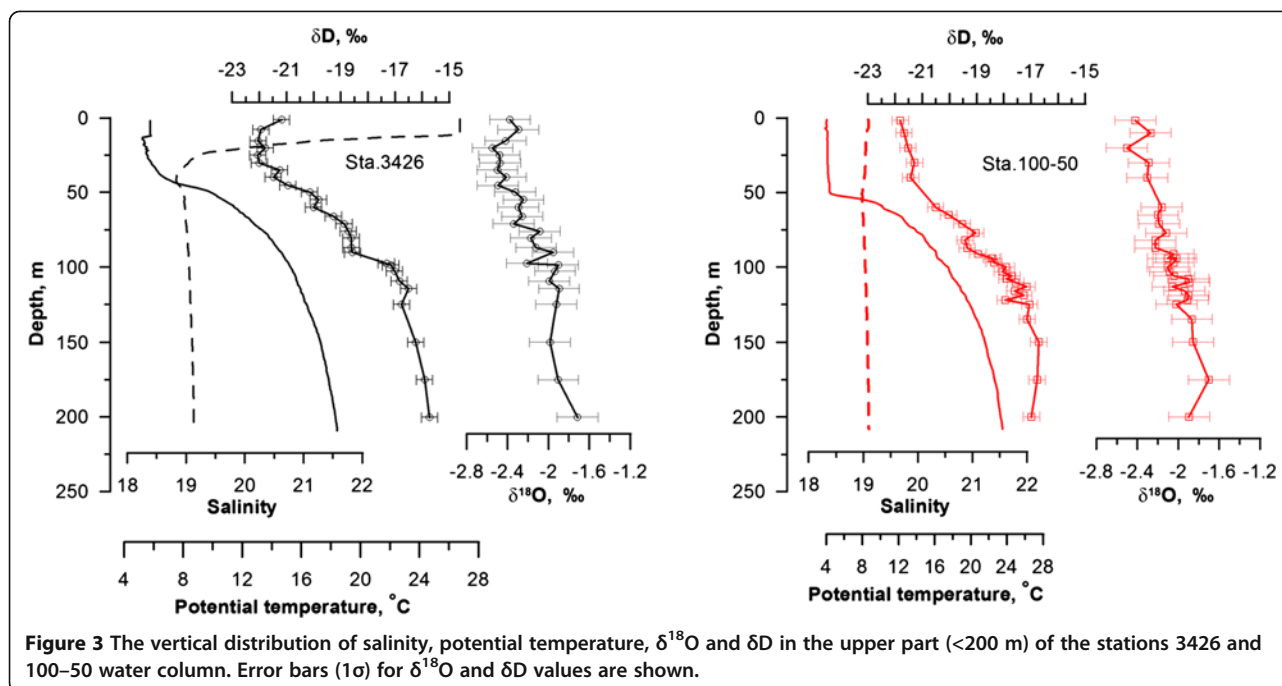 δD, ‰
-23 -21 -19 -17 -15
0
50
100
150
200
250
Depth, m
Sta.3426
18 19 20 21 22
Salinity
-2.8 -2.4 -2 -1.6 -1.2
δ¹⁸O, ‰
4 8 12 16 20 24 28
Potential temperature, °C
δD, ‰
-23 -21 -19 -17 -15
0
50
100
150
200
250
Depth, m
Sta.100-50
18 19 20 21 22
Salinity
-2.8 -2.4 -2 -1.6 -1.2
δ¹⁸O, ‰
4 8 12 16 20 24 28
Potential temperature, °C
Figure 3 The vertical distribution of salinity, potential temperature, δ¹⁸O and δD in the upper part (<200 m) of the stations 3426 and
100–50 water column. Error bars (1σ) for δ¹⁸O and δD values are shown.